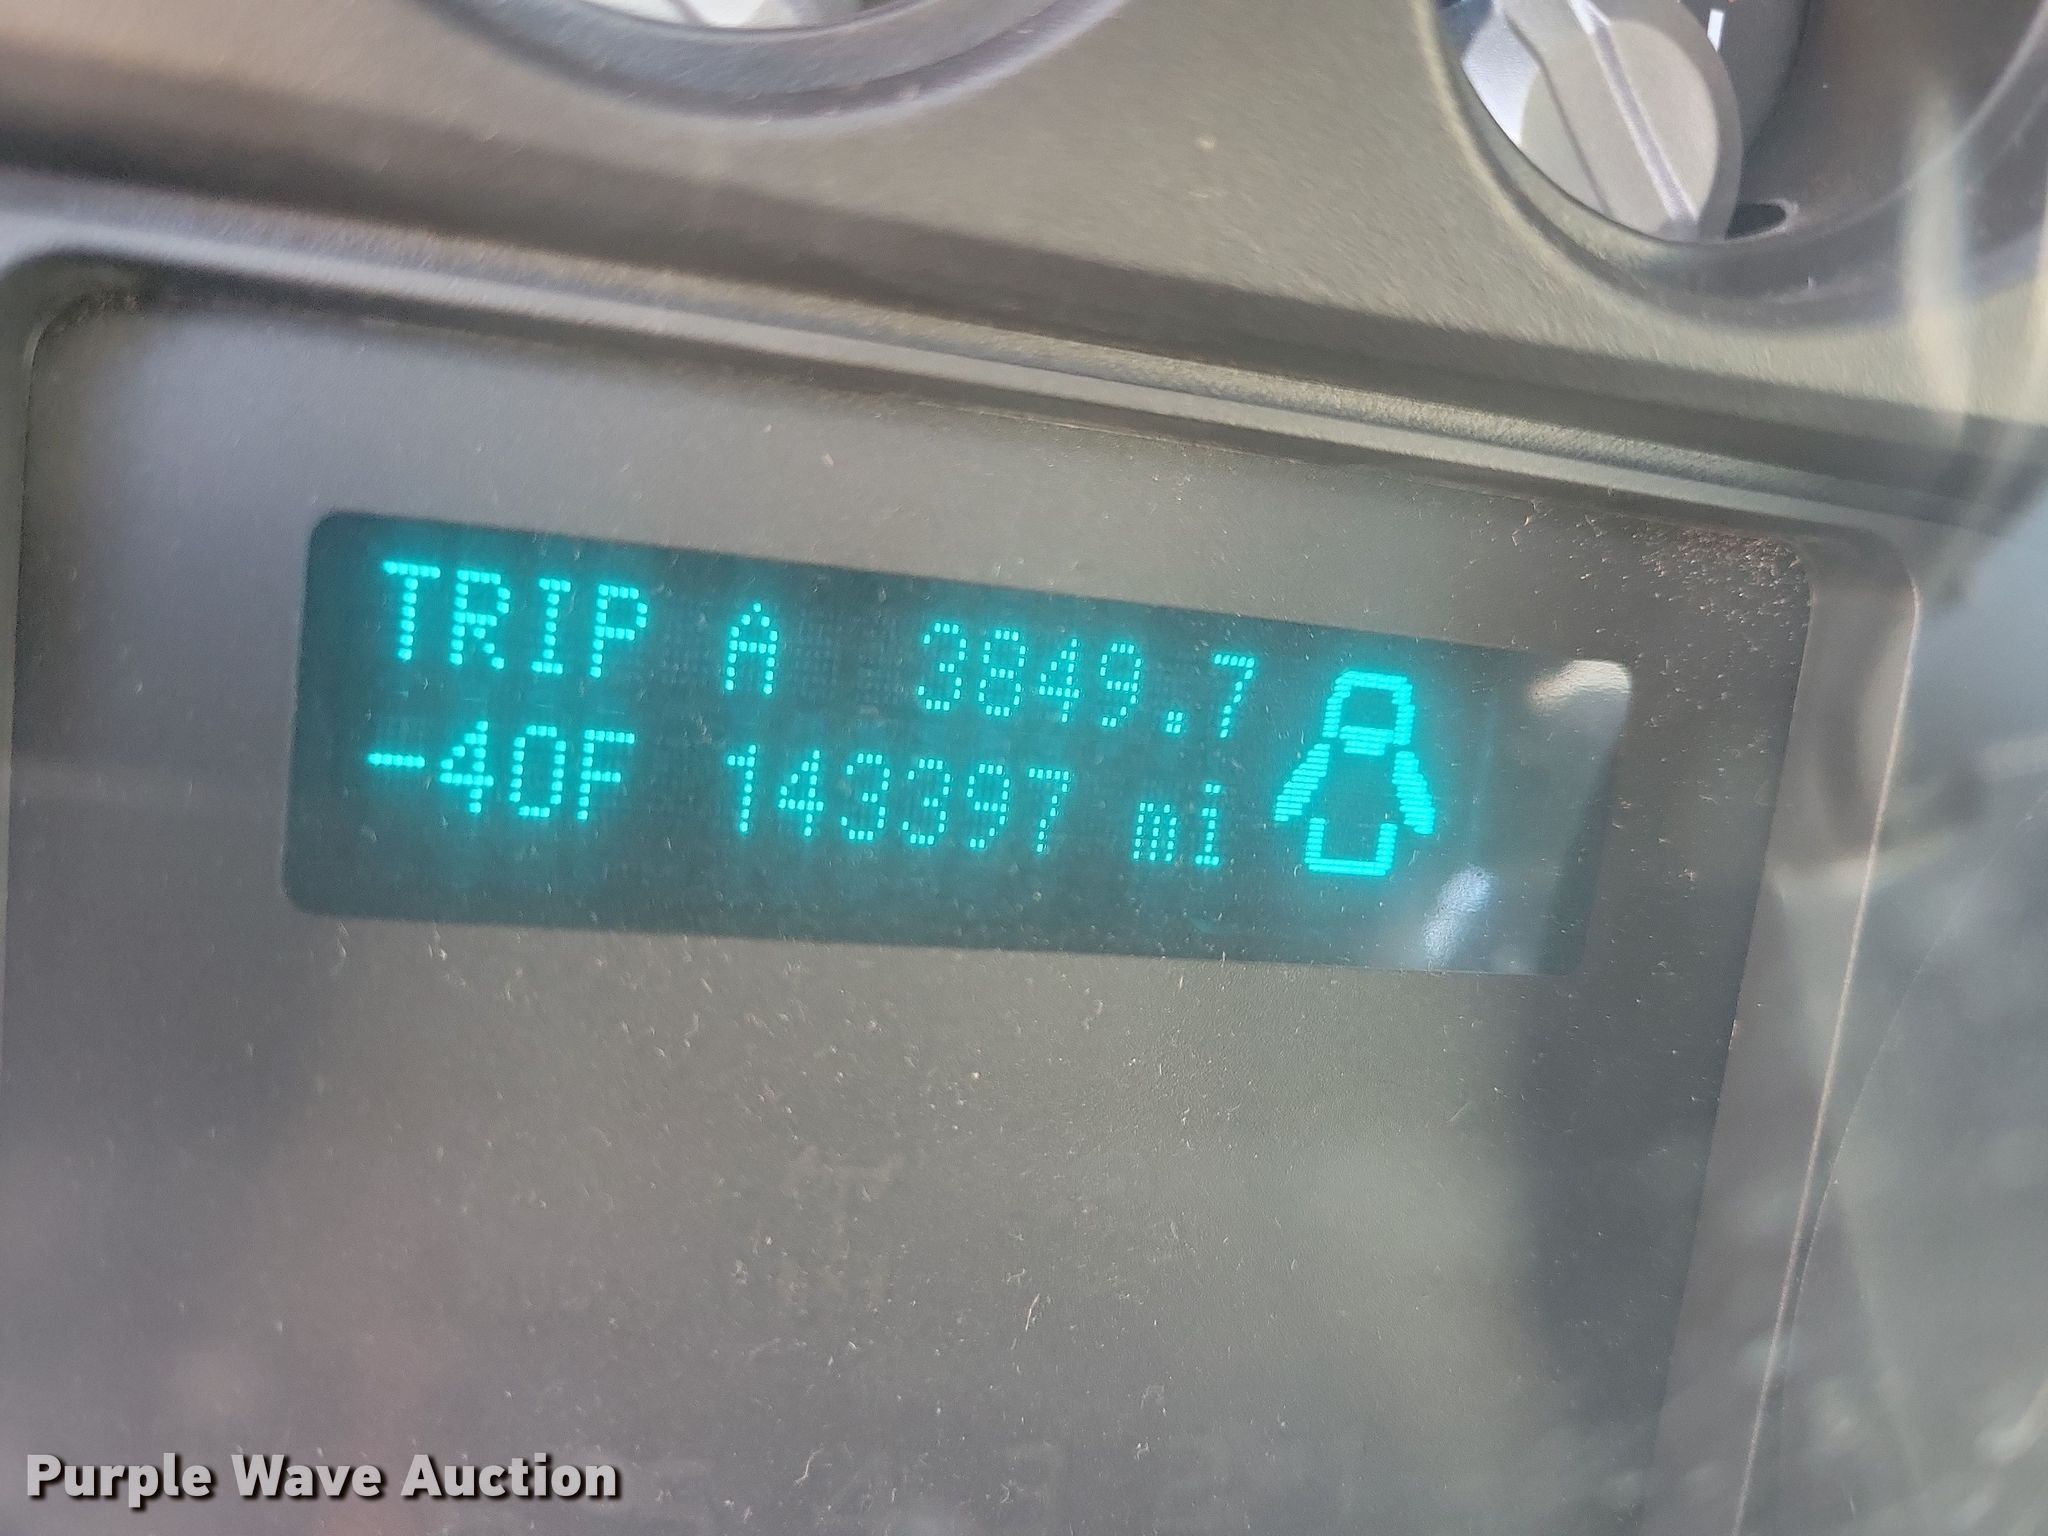 TRIP A 3849.7
-40F 143397 mi
Purple Wave Auction